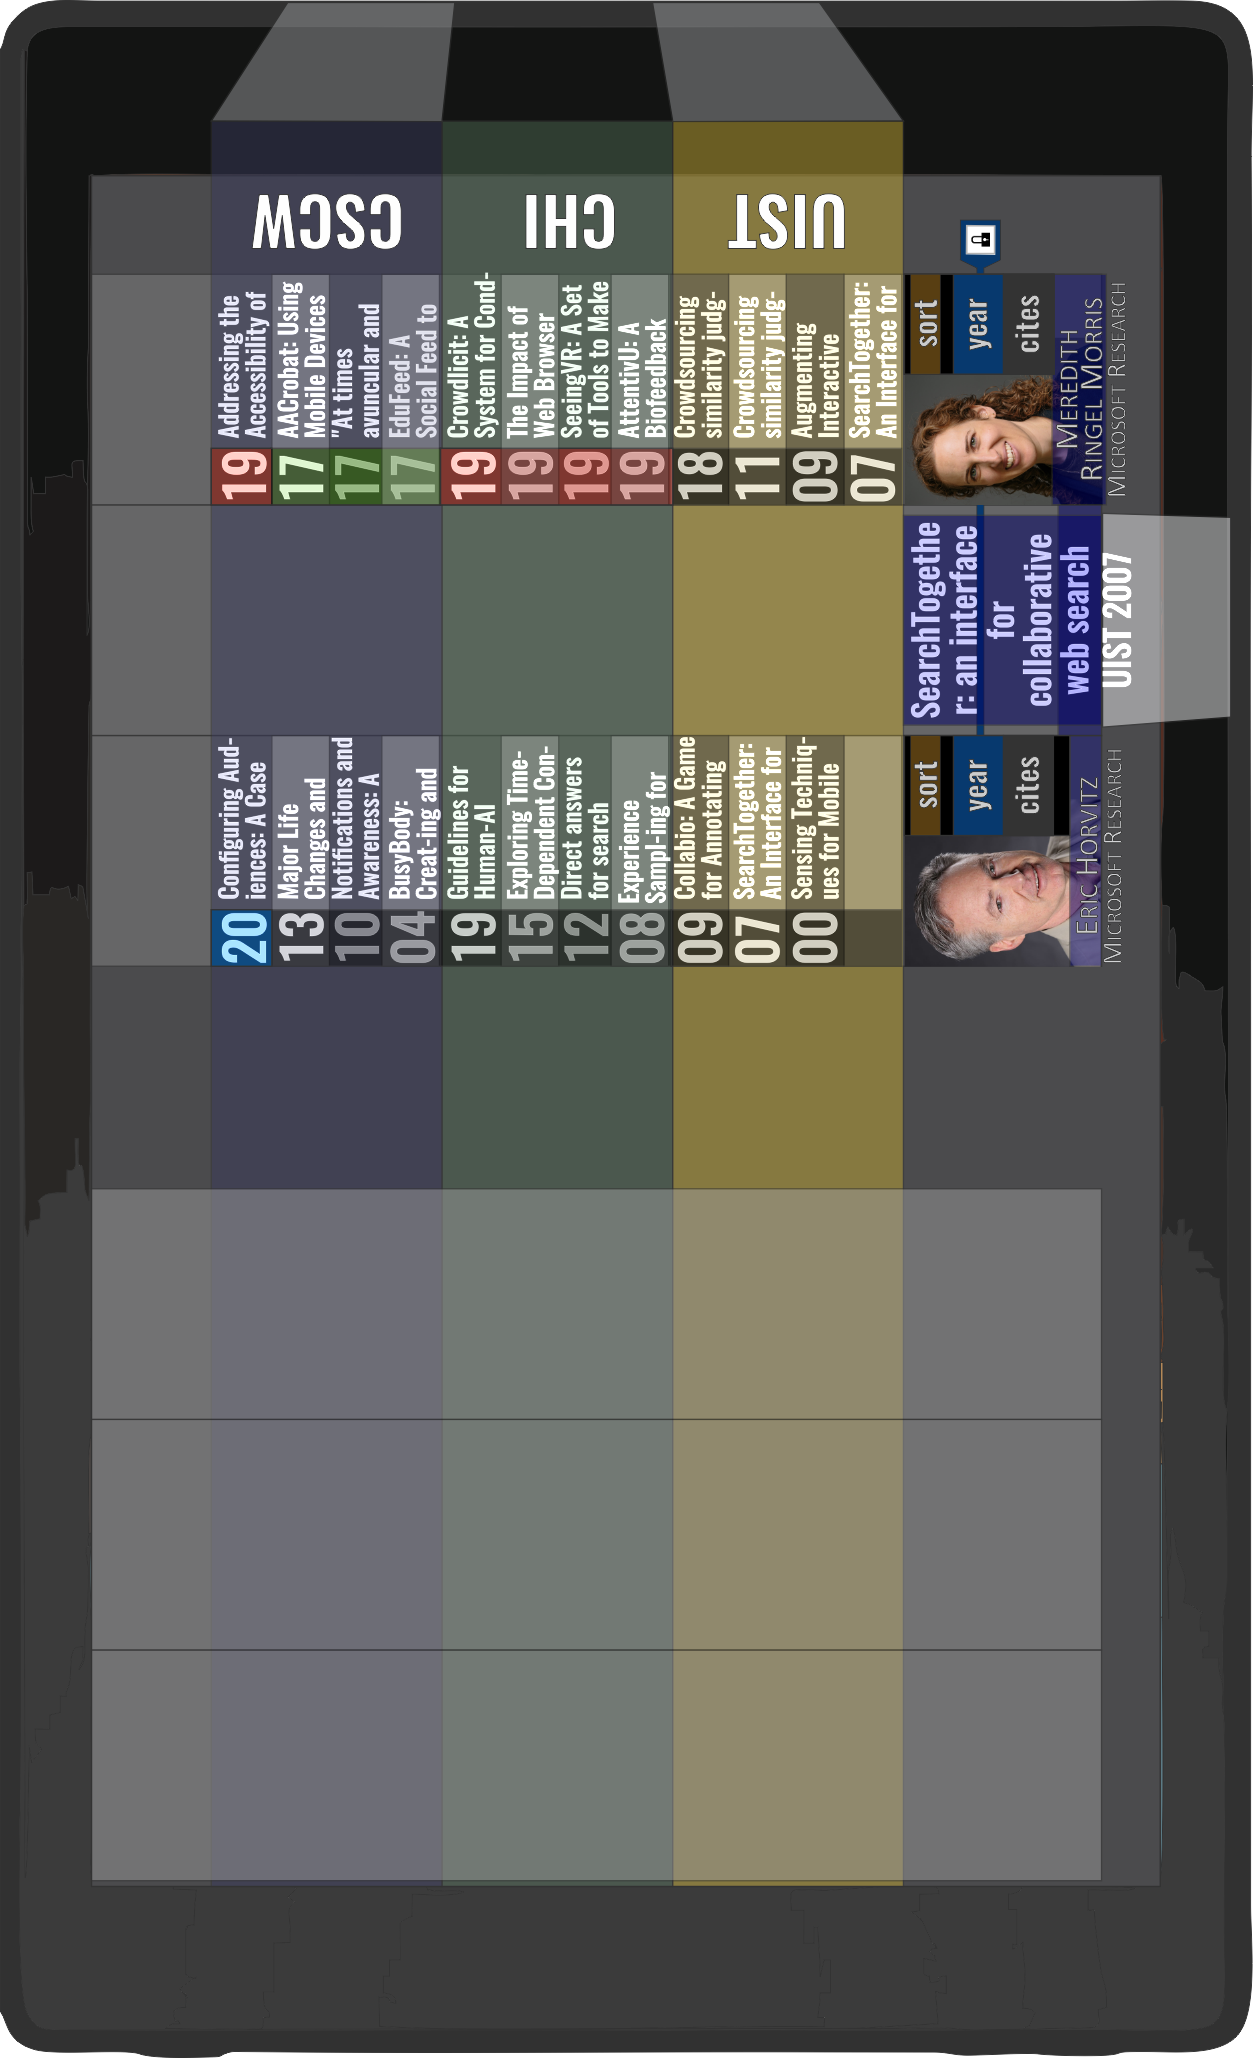 CSCW
CHI
UIST
19
Addressing the
Accessibility of
17
AACrobat: Using
Mobile Devices
17
"At times
avuncular and
17
EduFeed: A
Social Feed to
19
Crowdlicit: A
System for Cond-
19
The Impact of
Web Browser
19
SeeingVR: A Set
of Tools to Make
19
AttentivU: A
Biofeedback
18
Crowdsourcing
similarity judg-
11
Crowdsourcing
similarity judg-
09
Augmenting
Interactive
07
SearchTogether:
An Interface for
sort
year
cites
MEREDITH
RINGEL MORRIS
MICROSOFT RESEARCH
SearchTogethe
r: an interface
for
collaborative
web search
UIST 2007
20
Configuring Aud-
iences: A Case
13
Major Life
Changes and
10
Notfications and
Awareness: A
04
BusyBody:
Creat-ing and
19
Guidelines for
Human-AI
15
Exploring Time-
Dependent Con-
12
Direct answers
for search
08
Experience
Sampl-ing for
09
Collabio: A Game
for Annotating
07
SearchTogether:
An Interface for
00
Sensing Techniq-
ues for Mobile
sort
year
cites
ERIC HORVITZ
MICROSOFT RESEARCH